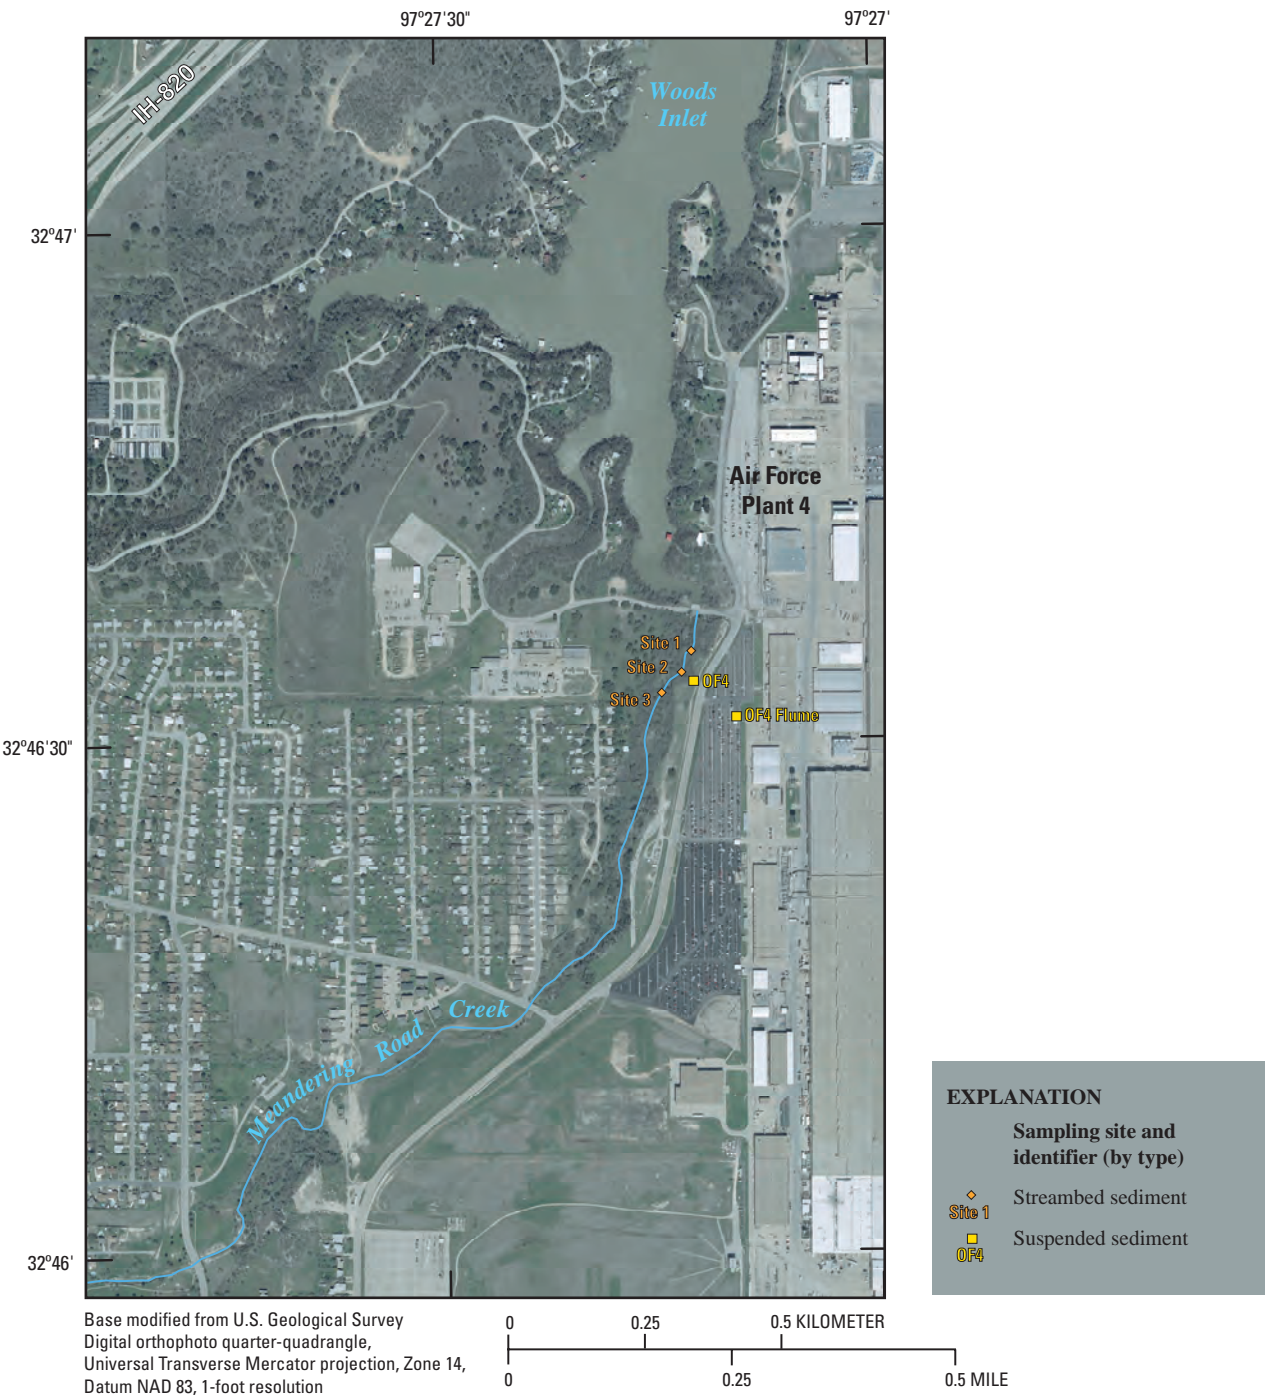 97°27'30"
97°27'
IH-820
Woods
Inlet
32°47'
Air Force
Plant 4
Site 1
Site 2
OF4
Site 3
OF4 Flume
32°46'30"
Meandering Road Creek
32°46'
EXPLANATION
Sampling site and
identifier (by type)
Site 1
Streambed sediment
OF4
Suspended sediment
Base modified from U.S. Geological Survey
Digital orthophoto quarter-quadrangle,
Universal Transverse Mercator projection, Zone 14,
Datum NAD 83, 1-foot resolution
0 0.25 0.5 KILOMETER
0 0.25 0.5 MILE